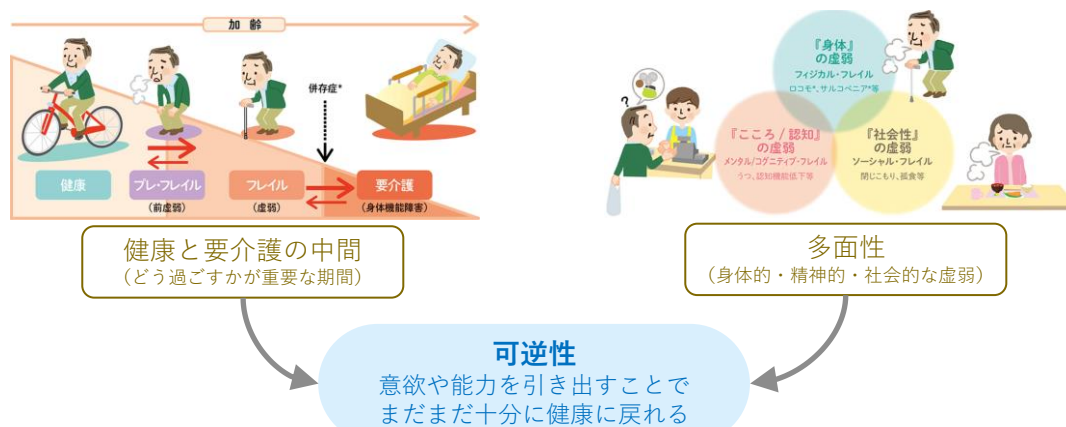 加齢
併存症*
健康
プレ・フレイル
(前虚弱)
フレイル
(虚弱)
要介護
(身体機能障害)
健康と要介護の中間
（どう過ごすかが重要な期間）
『身体』
の虚弱
フィジカル・フレイル
ロコモ*、サルコペニア*等
?
『こころ / 認知』
の虚弱
メンタル/コグニティブ・フレイル
うつ、認知機能低下等
『社会性』
の虚弱
ソーシャル・フレイル
閉じこもり、孤食等
多面性
（身体的・精神的・社会的な虚弱）
可逆性
意欲や能力を引き出すことで
まだまだ十分に健康に戻れる